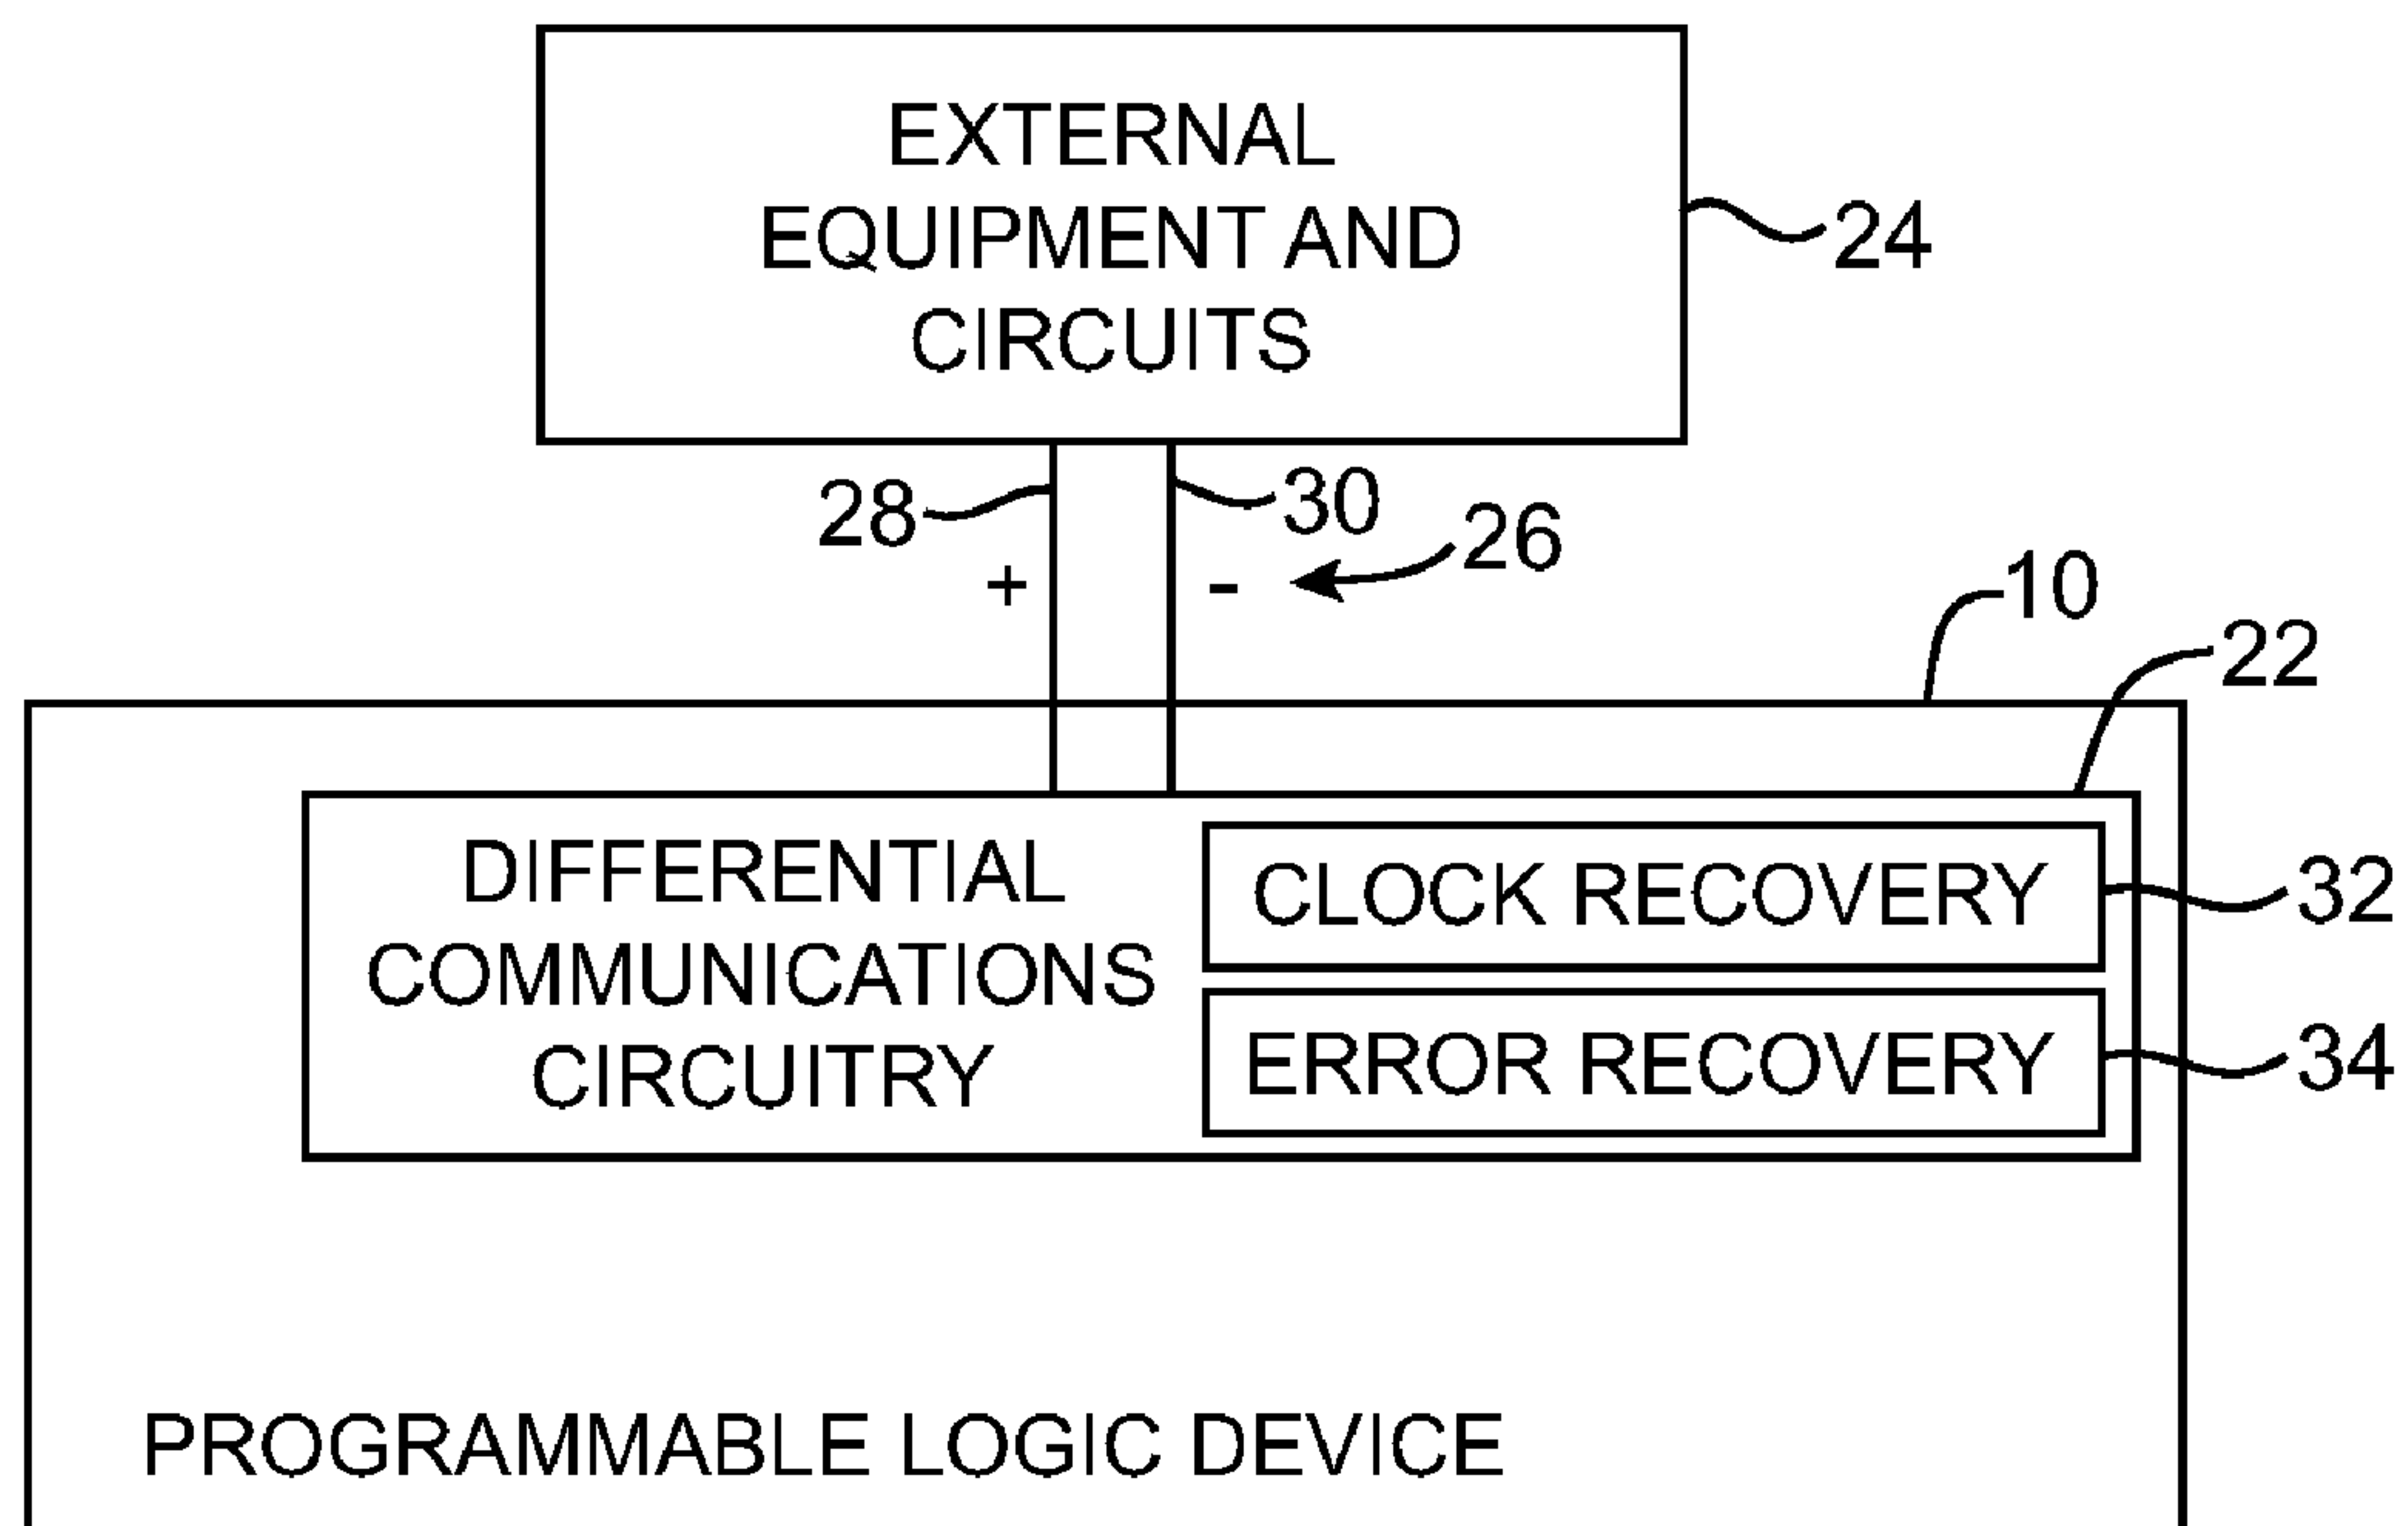 EXTERNAL
EQUIPMENT AND
CIRCUITS
24
28
30
26
+
-
10
22
DIFFERENTIAL
COMMUNICATIONS
CIRCUITRY
CLOCK RECOVERY
32
ERROR RECOVERY
34
PROGRAMMABLE LOGIC DEVICE